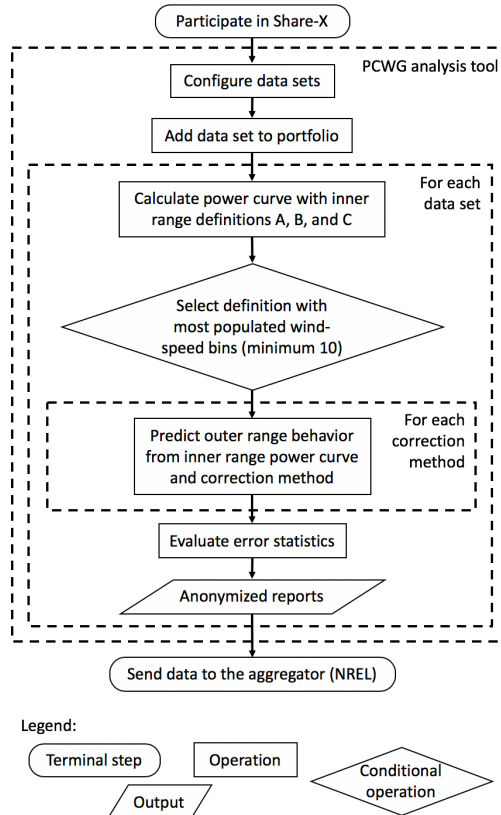 Participate in Share-X
PCWG analysis tool
Configure data sets
Add data set to portfolio
For each
data set
Calculate power curve with inner
range definitions A, B, and C
Select definition with
most populated wind-
speed bins (minimum 10)
For each
correction
method
Predict outer range behavior
from inner range power curve
and correction method
Evaluate error statistics
Anonymized reports
Send data to the aggregator (NREL)
Legend:
Terminal step
Operation
Conditional
operation
Output